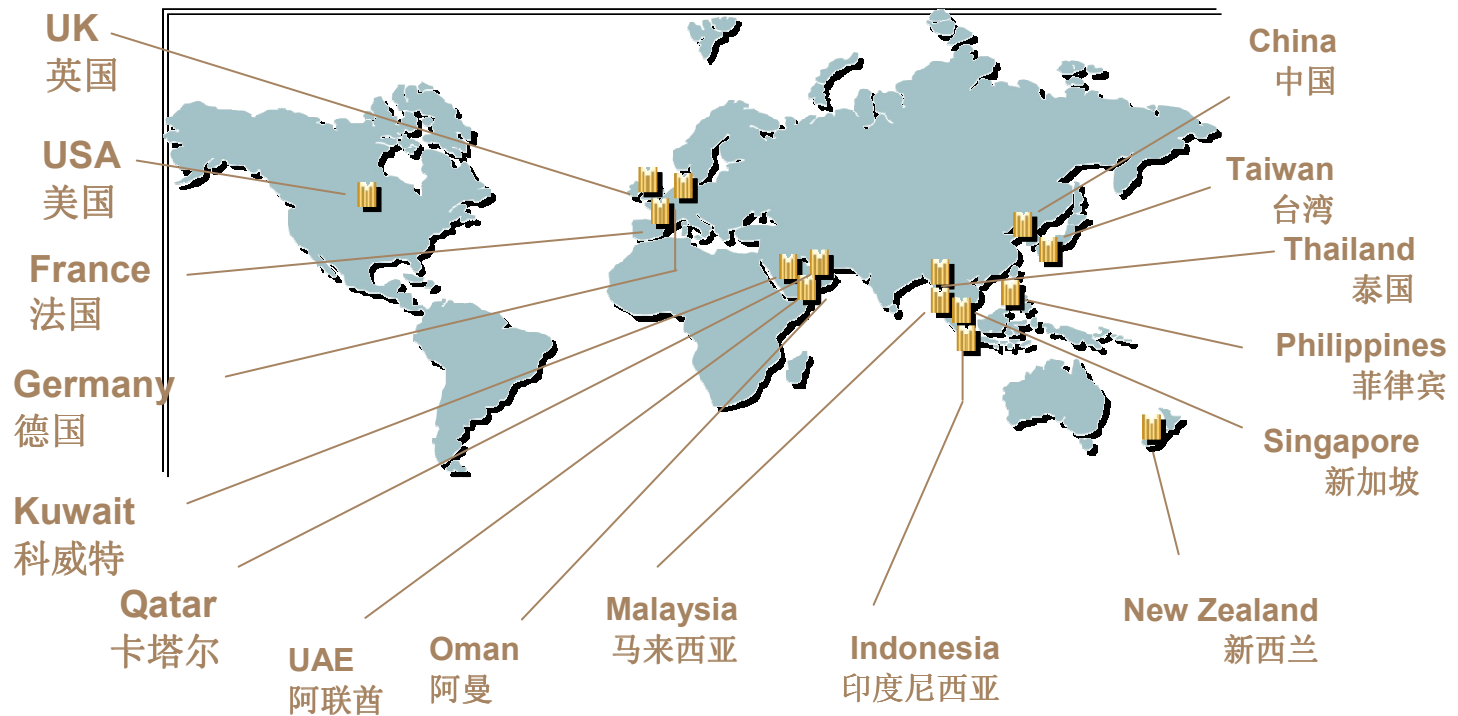 UK
英国
USA
美国
France
法国
Germany
德国
Kuwait
科威特
Qatar
卡塔尔
UAE
阿联酋
Oman
阿曼
Malaysia
马来西亚
Indonesia
印度尼西亚
New Zealand
新西兰
Singapore
新加坡
Philippines
菲律宾
Thailand
泰国
Taiwan
台湾
China
中国